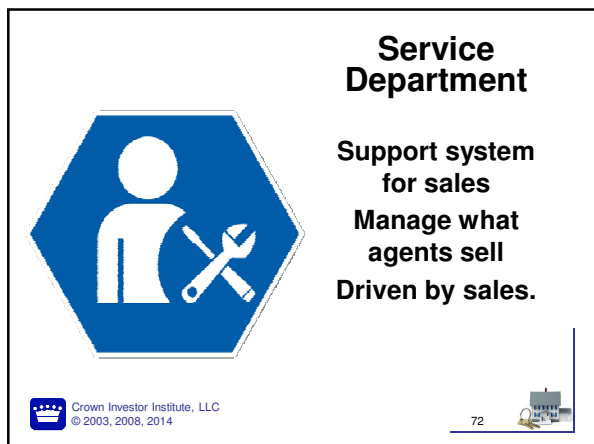 Service
Department
Support system
for sales
Manage what
agents sell
Driven by sales.
Crown Investor Institute, LLC
© 2003, 2008, 2014
72